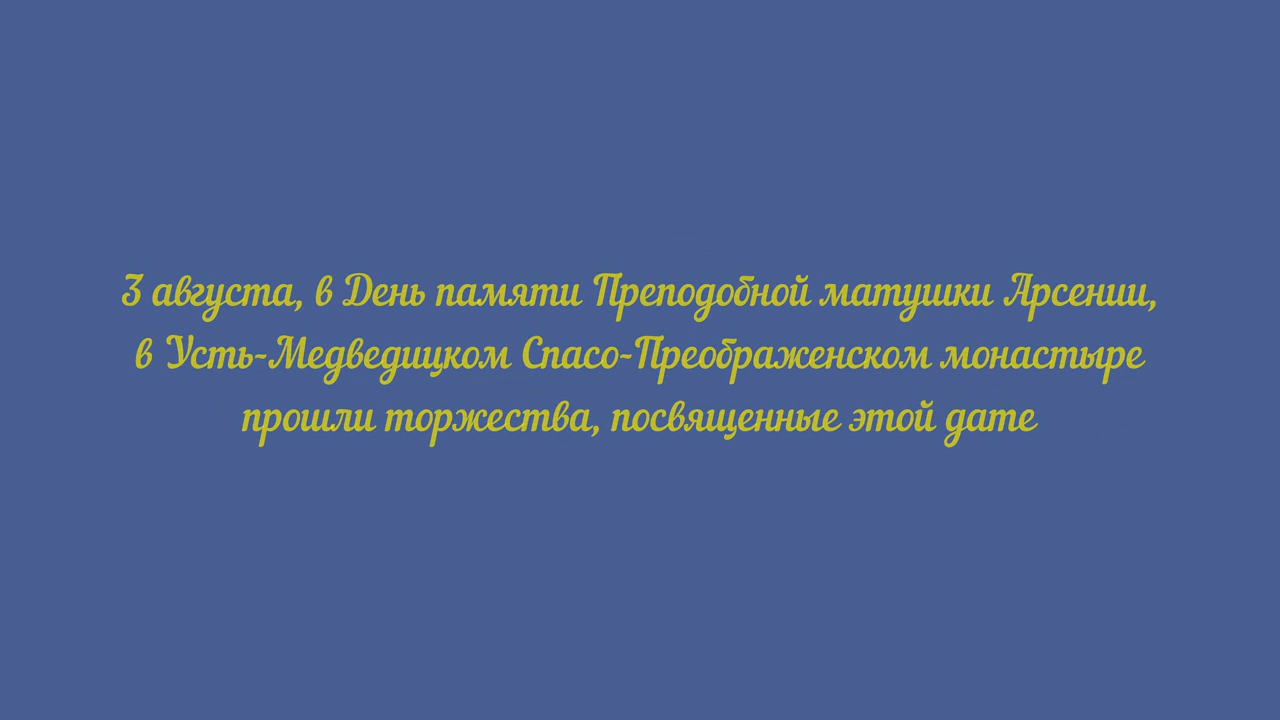 3 августа, в День памяти Преподобной матушки Арсении,
в Усть-Медведицком Спасо-Преображенском монастыре
прошли торжества, посвященные этой дате